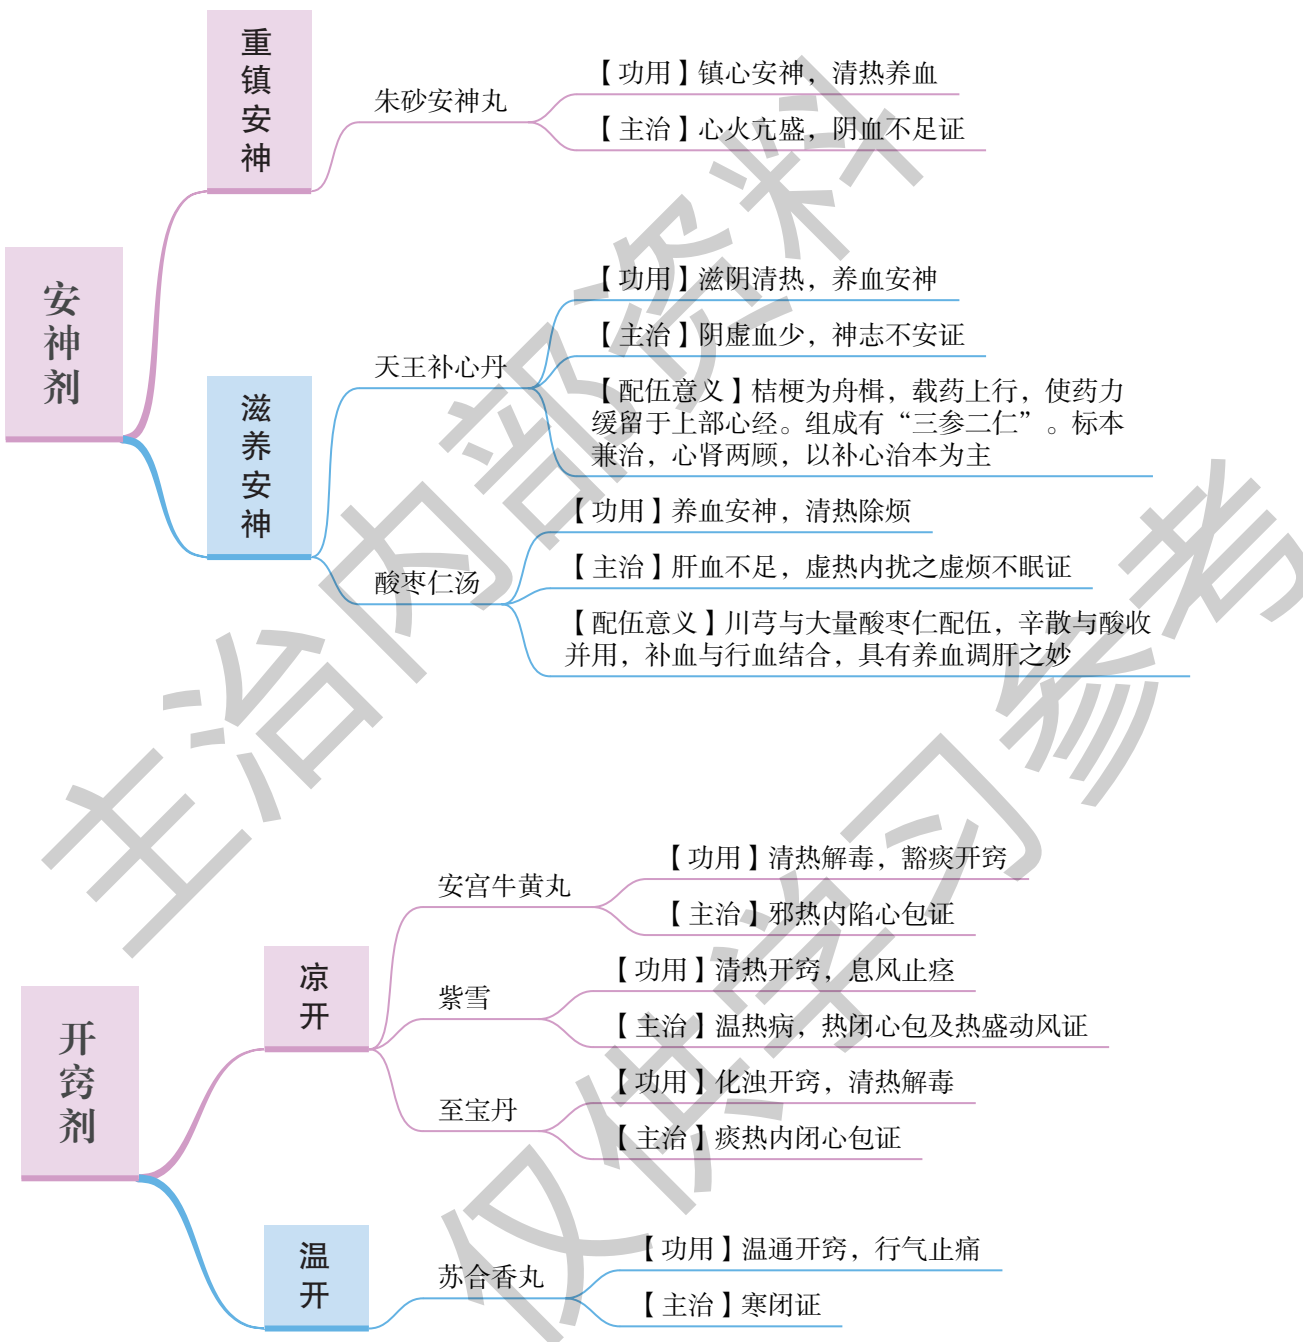 安神剂
重镇安神
朱砂安神丸
【功用】镇心安神，清热养血
【主治】心火亢盛，阴血不足证
滋养安神
天王补心丹
【功用】滋阴清热，养血安神
【主治】阴虚血少，神志不安证
【配伍意义】桔梗为舟楫，载药上行，使药力
缓留于上部心经。组成有“三参二仁”。标本
兼治，心肾两顾，以补心治本为主
酸枣仁汤
【功用】养血安神，清热除烦
【主治】肝血不足，虚热内扰之虚烦不眠证
【配伍意义】川芎与大量酸枣仁配伍，辛散与酸收
并用，补血与行血结合，具有养血调肝之妙
开窍剂
凉开
安宫牛黄丸
【功用】清热解毒，豁痰开窍
【主治】邪热内陷心包证
紫雪
【功用】清热开窍，息风止痉
【主治】温热病，热闭心包及热盛动风证
至宝丹
【功用】化浊开窍，清热解毒
【主治】痰热内闭心包证
温开
苏合香丸
【功用】温通开窍，行气止痛
【主治】寒闭证
主治内部资料
仅供学习参考